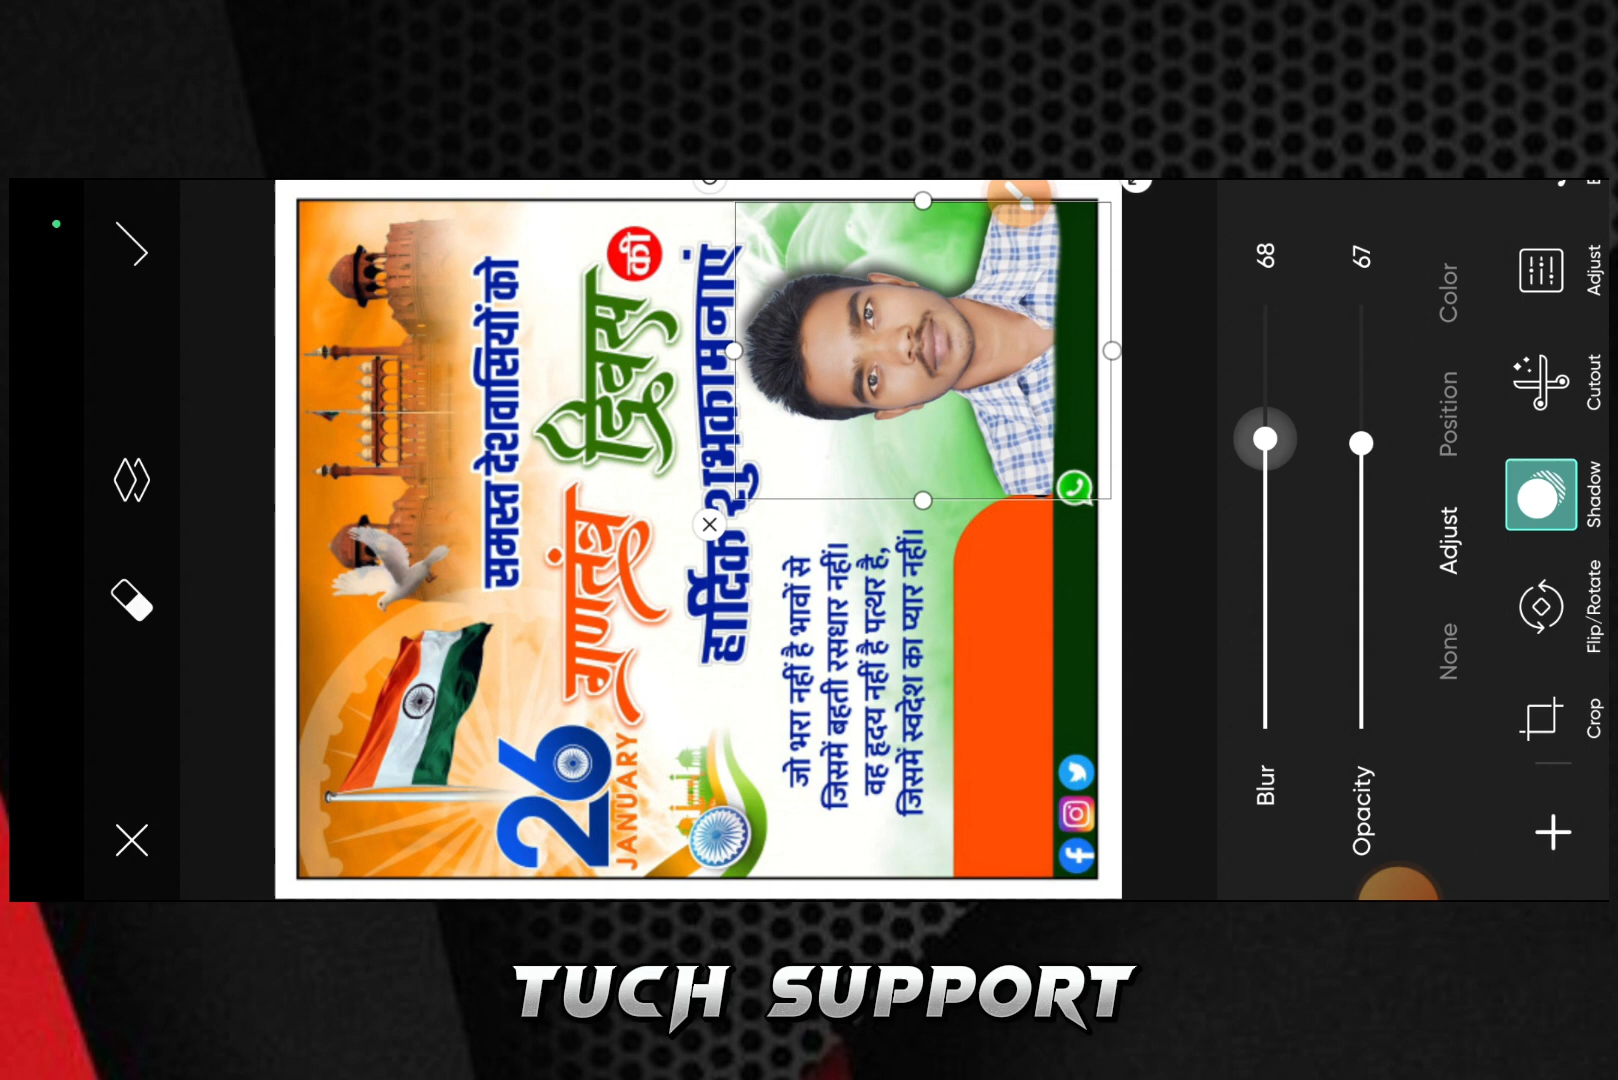 समस्त देशवासियों को
26
JANUARY
गणतंत्र दिवस की
हार्दिक शुभकामनाएं
जो भरा नहीं है भावों से
जिसमें बहती रसधार नहीं।
वह हृदय नहीं है पत्थर है,
जिसमें स्वदेश का प्यार नहीं।
Blur 68
Opacity 67
None Adjust Position Color
Crop Flip/Rotate Shadow Cutout Adjust
TUCH SUPPORT